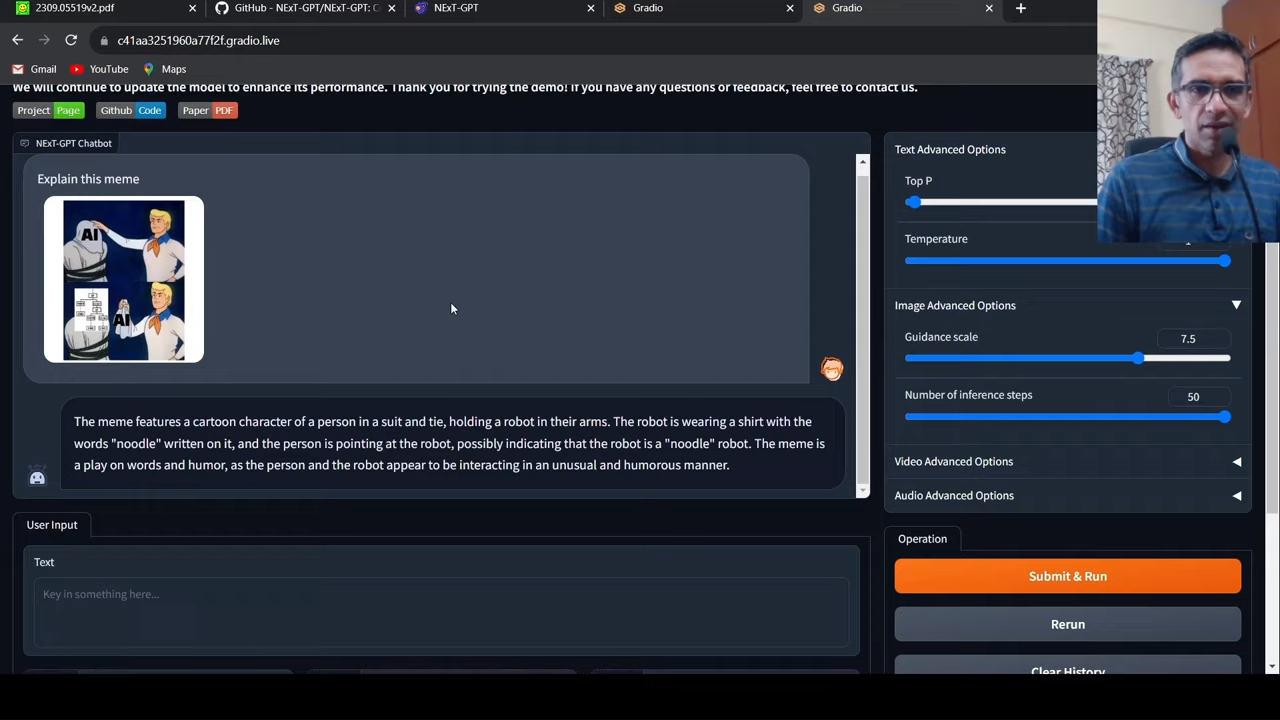 2309.05519v2.pdf
GitHub - NExT-GPT/NExT-GPT: C
NExT-GPT
Gradio
Gradio
c41aa3251960a77f2f.gradio.live
Gmail
YouTube
Maps
We will continue to update the model to enhance its performance. Thank you for trying the demo! If you have any questions or feedback, feel free to contact us.
Project Page
Github Code
Paper PDF
NExT-GPT Chatbot
Explain this meme
AI
AI
The meme features a cartoon character of a person in a suit and tie, holding a robot in their arms. The robot is wearing a shirt with the
words "noodle" written on it, and the person is pointing at the robot, possibly indicating that the robot is a "noodle" robot. The meme is
a play on words and humor, as the person and the robot appear to be interacting in an unusual and humorous manner.
User Input
Text
Key in something here...
Text Advanced Options
Top P
Temperature
Image Advanced Options
Guidance scale
7.5
Number of inference steps
50
Video Advanced Options
Audio Advanced Options
Operation
Submit & Run
Rerun
Clear History